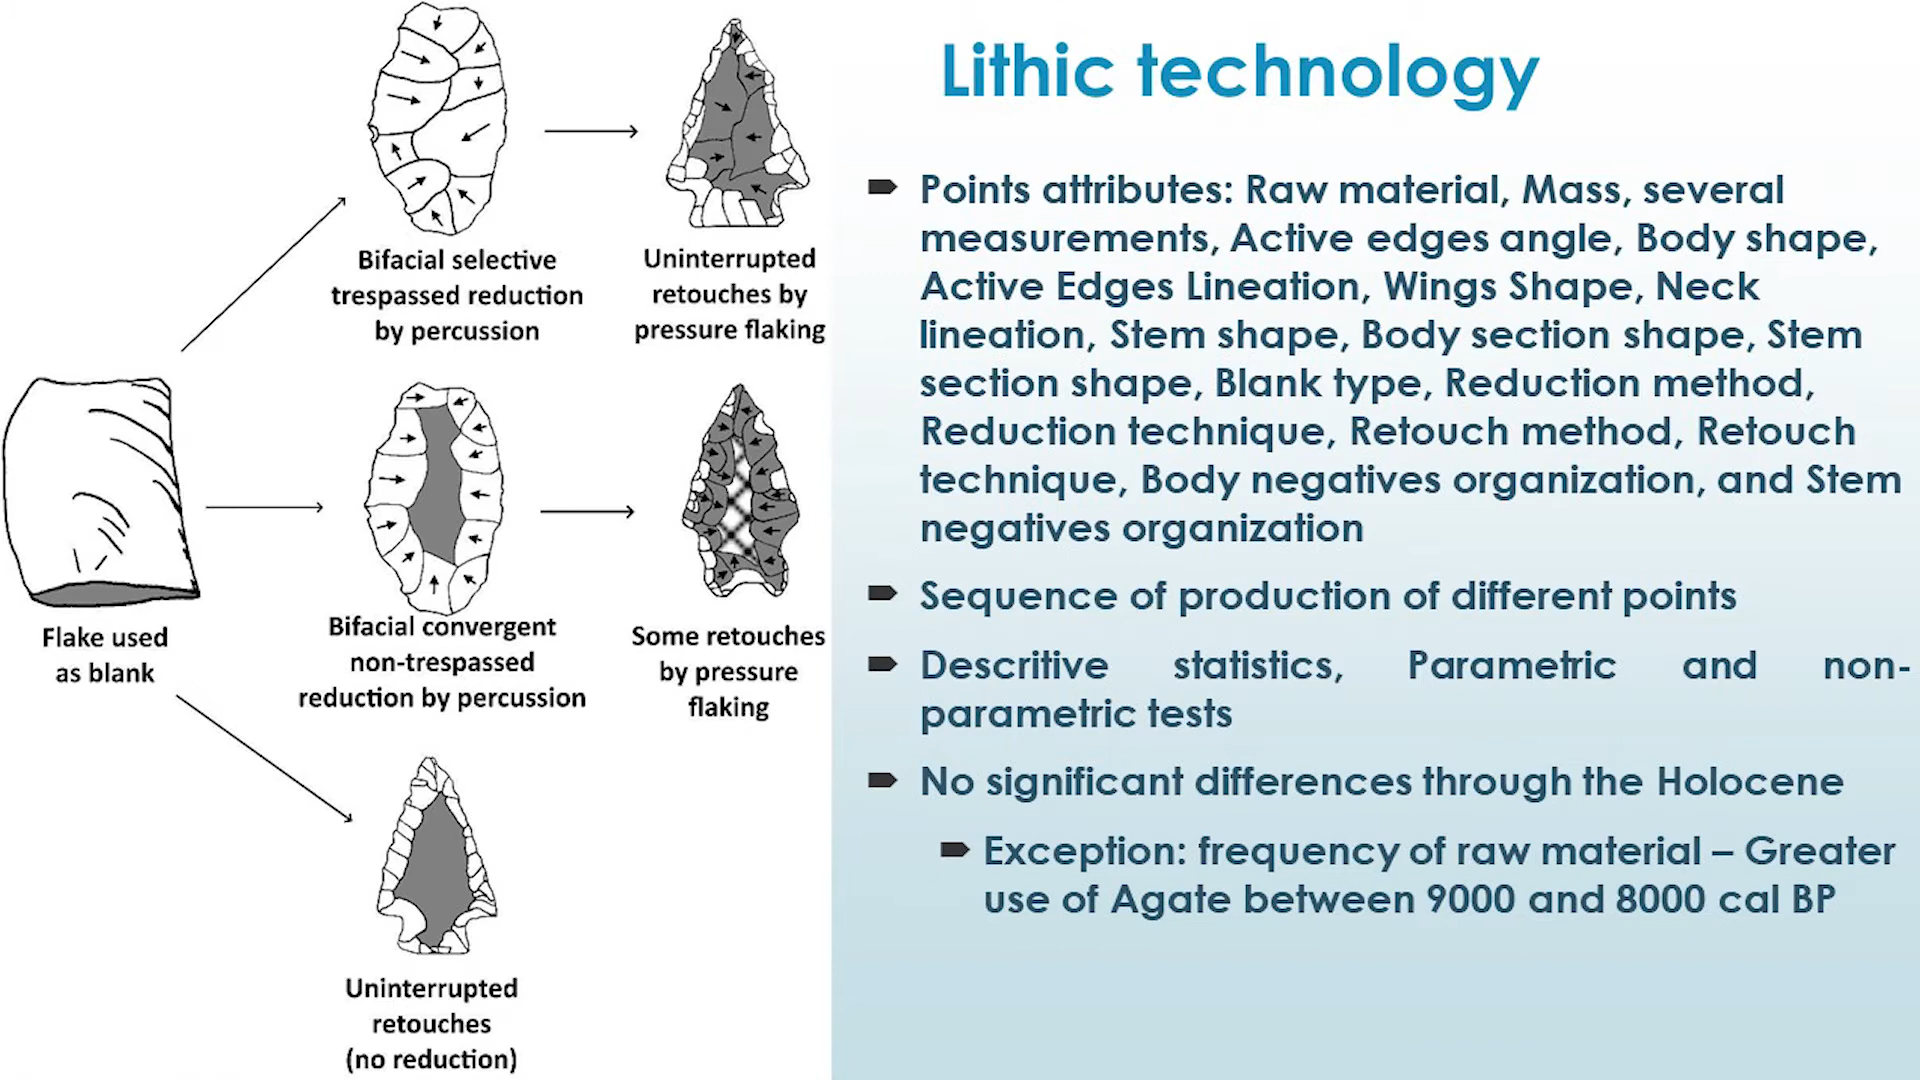 Lithic technology
Points attributes: Raw material, Mass, several
measurements, Active edges angle, Body shape,
Active Edges Lineation, Wings Shape, Neck
lineation, Stem shape, Body section shape, Stem
section shape, Blank type, Reduction method,
Reduction technique, Retouch method, Retouch
technique, Body negatives organization, and Stem
negatives organization
Sequence of production of different points
Descritive statistics, Parametric and non-
parametric tests
No significant differences through the Holocene
Exception: frequency of raw material – Greater
use of Agate between 9000 and 8000 cal BP
Bifacial selective
trespassed reduction
by percussion
Uninterrupted
retouches by
pressure flaking
Flake used
as blank
Bifacial convergent
non-trespassed
reduction by percussion
Some retouches
by pressure
flaking
Uninterrupted
retouches
(no reduction)